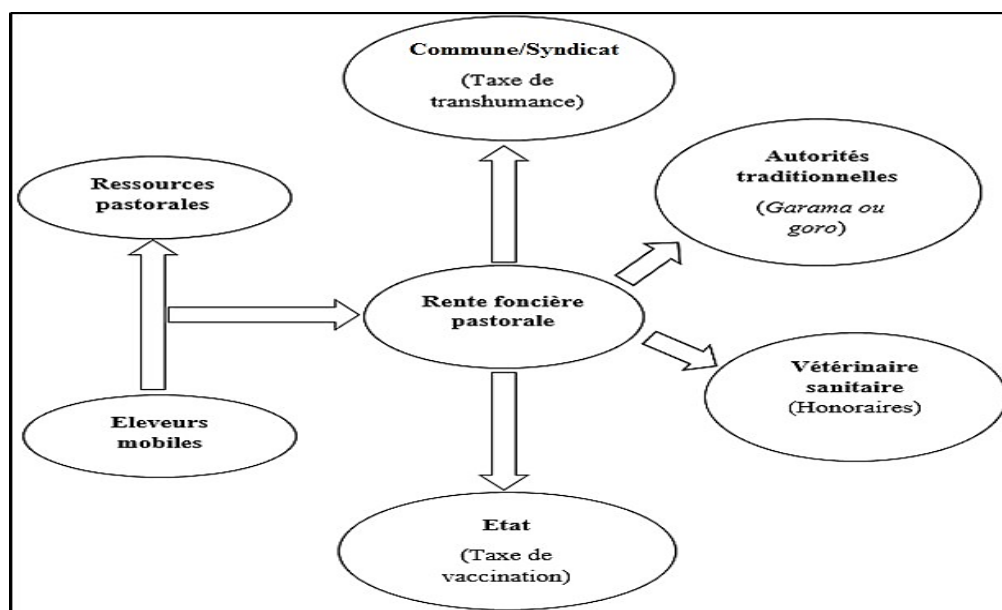 Commune/Syndicat
(Taxe de
transhumance)
Autorités
traditionnelles
(Garama ou
goro)
Ressources
pastorales
Rente foncière
pastorale
Vétérinaire
sanitaire
(Honoraires)
Eleveurs
mobiles
Etat
(Taxe de
vaccination)